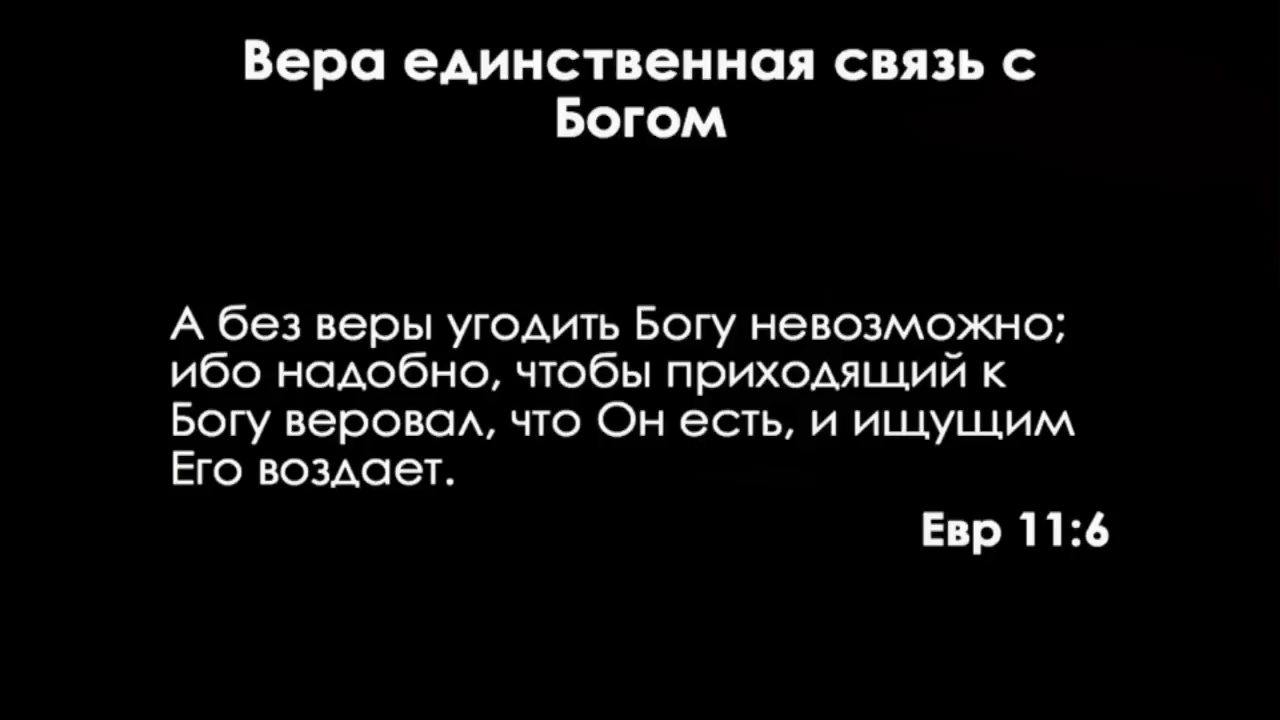 Вера единственная связь с
Богом
А без веры угодить Богу невозможно;
ибо надобно, чтобы приходящий к
Богу веровал, что Он есть, и ищущим
Его воздает.
Евр 11:6